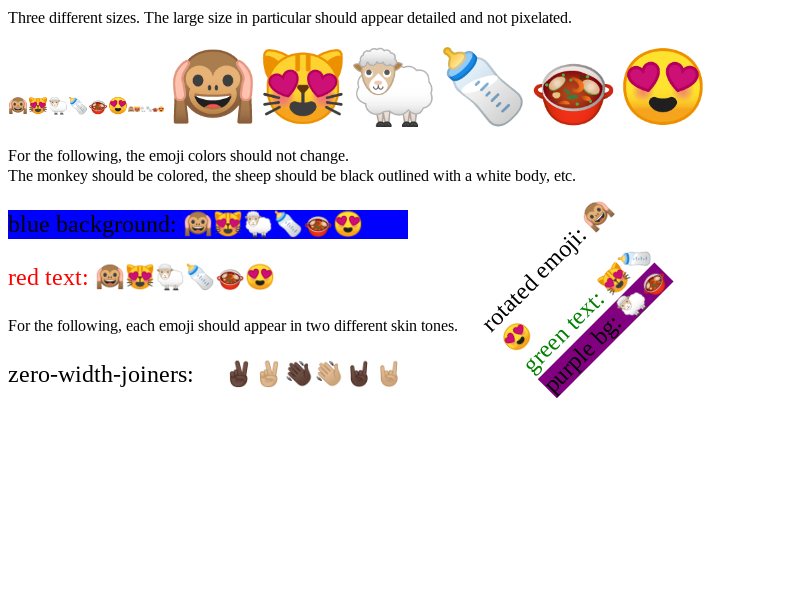 Three different sizes. The large size in particular should appear detailed and not pixelated.
🙉😻🐑🍼🍲😍🙉😻🐑🍼🍲😍🙉😻🐑🍼🍲😍
For the following, the emoji colors should not change.
The monkey should be colored, the sheep should be black outlined with a white body, etc.
blue background: 🙉😻🐑🍼🍲😍
red text: 🙉😻🐑🍼🍲😍
rotated emoji: 🙉
😍
green text: 😻🍼
purple bg: 🐑🍲
For the following, each emoji should appear in two different skin tones.
zero-width-joiners: ✌🏿✌🏼👋🏿👋🏼🤘🏿🤘🏼